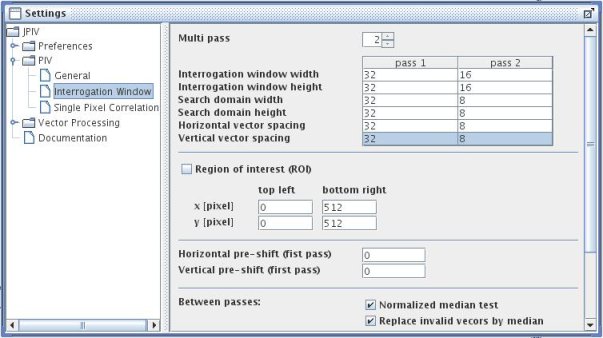 Settings
JPIV
Preferences
PIV
General
Interrogation Window
Single Pixel Correlation
Vector Processing
Documentation
Multi pass 2
pass 1 pass 2
Interrogation window width 32 16
Interrogation window height 32 16
Search domain width 32 8
Search domain height 32 8
Horizontal vector spacing 32 8
Vertical vector spacing 32 8
Region of interest (ROI)
top left bottom right
x [pixel] 0 512
y [pixel] 0 512
Horizontal pre-shift (fist pass) 0
Vertical pre-shift (first pass) 0
Between passes: Normalized median test
Replace invalid vecors by median